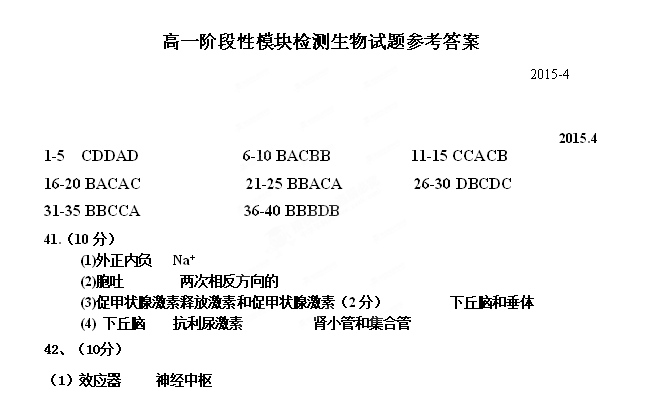 高一阶段性模块检测生物试题参考答案
2015-4
2015.4
1-5 CDDAD 6-10 BACBB 11-15 CCACB
16-20 BACAC 21-25 BBACA 26-30 DBCDC
31-35 BBCCA 36-40 BBBDB
41.（10 分）
(1)外正内负 Na⁺
(2)胞吐 两次相反方向的
(3)促甲状腺激素释放激素和促甲状腺激素（2 分） 下丘脑和垂体
(4) 下丘脑 抗利尿激素 肾小管和集合管
42、（10分）
（1）效应器 神经中枢